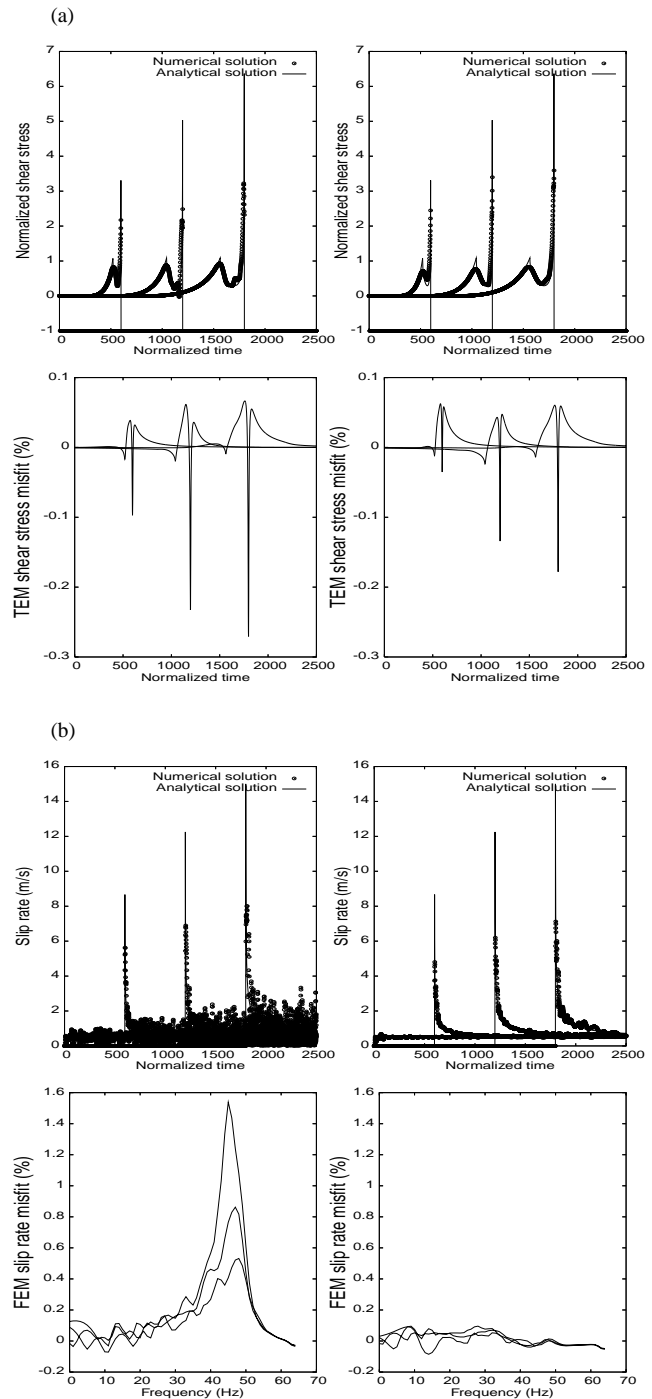 (a)
7
6
5
4
3
2
1
0
-1
Normalized shear stress
Numerical solution
Analytical solution
0 500 1000 1500 2000 2500
Normalized time
7
6
5
4
3
2
1
0
-1
Normalized shear stress
Numerical solution
Analytical solution
0 500 1000 1500 2000 2500
Normalized time
0.1
0
-0.1
-0.2
-0.3
TEM shear stress misfit (%)
0 500 1000 1500 2000 2500
Normalized time
0.1
0
-0.1
-0.2
-0.3
TEM shear stress misfit (%)
0 500 1000 1500 2000 2500
Normalized time
(b)
16
14
12
10
8
6
4
2
0
Slip rate (m/s)
Numerical solution
Analytical solution
0 500 1000 1500 2000 2500
Normalized time
16
14
12
10
8
6
4
2
0
Slip rate (m/s)
Numerical solution
Analytical solution
0 500 1000 1500 2000 2500
Normalized time
1.6
1.4
1.2
1
0.8
0.6
0.4
0.2
0
-0.2
FEM slip rate misfit (%)
0 10 20 30 40 50 60 70
Frequency (Hz)
1.6
1.4
1.2
1
0.8
0.6
0.4
0.2
0
-0.2
FEM slip rate misfit (%)
0 10 20 30 40 50 60 70
Frequency (Hz)